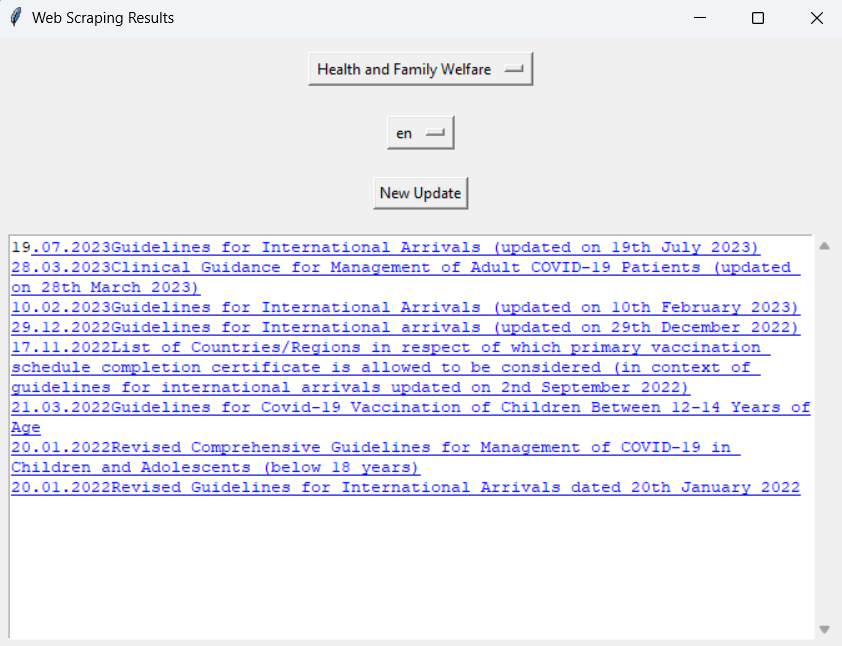 Web Scraping Results
Health and Family Welfare
en
New Update
19.07.2023Guidelines for International Arrivals (updated on 19th July 2023)
28.03.2023Clinical Guidance for Management of Adult COVID-19 Patients (updated
on 28th March 2023)
10.02.2023Guidelines for International Arrivals (updated on 10th February 2023)
29.12.2022Guidelines for International arrivals (updated on 29th December 2022)
17.11.2022List of Countries/Regions in respect of which primary vaccination
schedule completion certificate is allowed to be considered (in context of
guidelines for international arrivals updated on 2nd September 2022)
21.03.2022Guidelines for Covid-19 Vaccination of Children Between 12-14 Years of
Age
20.01.2022Revised Comprehensive Guidelines for Management of COVID-19 in
Children and Adolescents (below 18 years)
20.01.2022Revised Guidelines for International Arrivals dated 20th January 2022